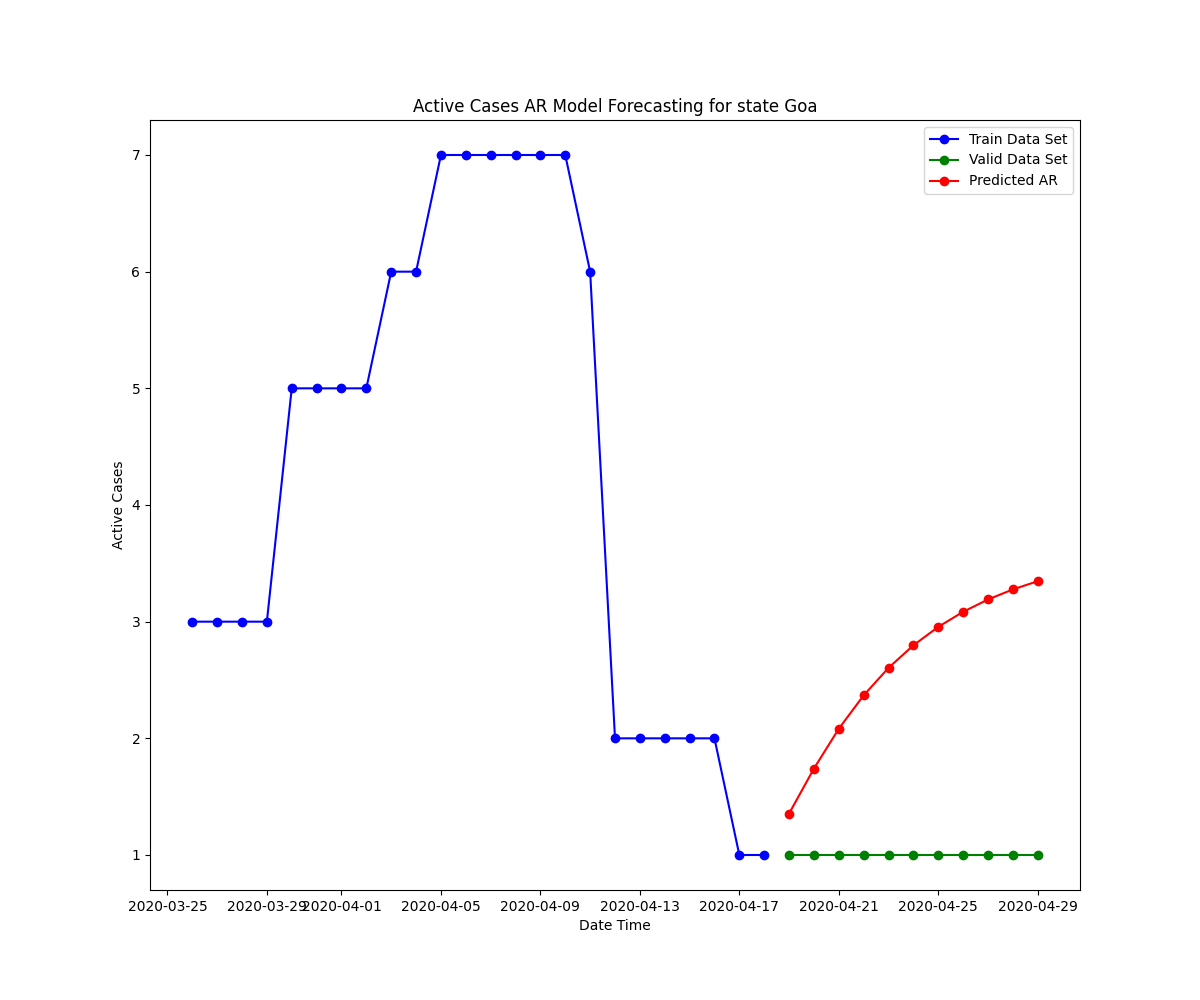 Active Cases AR Model Forecasting for state Goa
Train Data Set
Valid Data Set
Predicted AR
7
6
5
4
3
2
1
Active Cases
2020-03-25 2020-03-29 2020-04-01 2020-04-05 2020-04-09 2020-04-13 2020-04-17 2020-04-21 2020-04-25 2020-04-29
Date Time